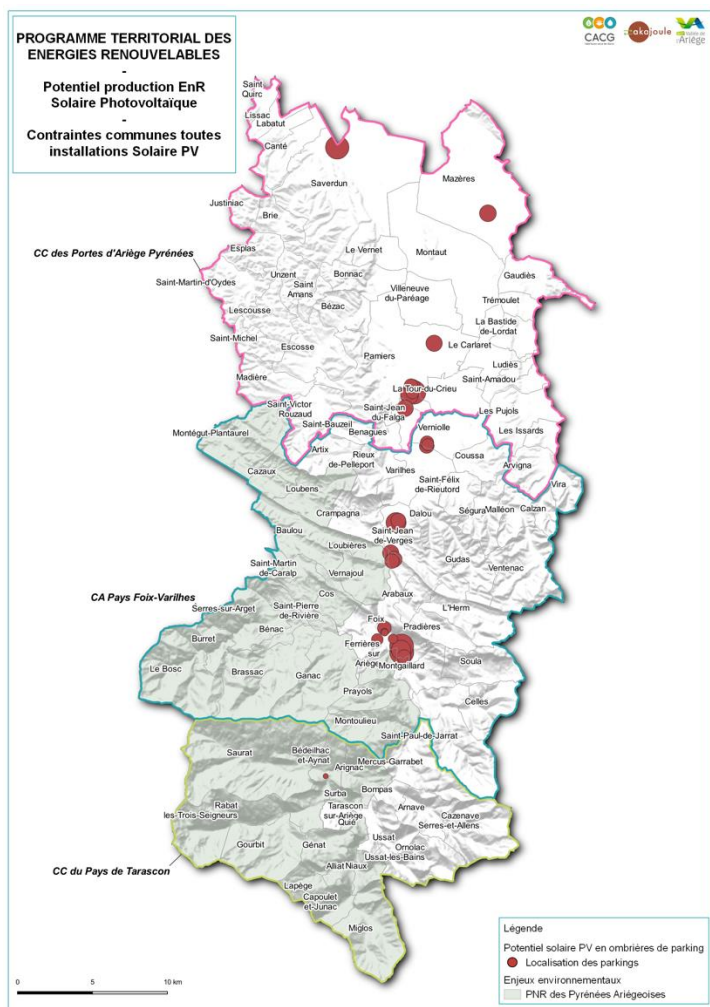 PROGRAMME TERRITORIAL DES
ENERGIES RENOUVELABLES
-
Potentiel production EnR
Solaire Photovoltaïque
-
Contraintes communes toutes
installations Solaire PV
CACG
akajoule
Vallée de
l'Ariège
Saint
Quirc
Lissac
Labatut
Canté
Saverdun
Mazères
Justiniac
Brie
CC des Portes d'Ariège Pyrénées
Esplas
Le Vernet
Montaut
Gaudiès
Saint-Martin-d'Oydes
Unzent
Bonnac
Saint
Amans
Villeneuve
du-Paréage
Trémoulet
Lescousse
Bézac
La Bastide
de-Lordat
Saint-Michel
Escosse
Pamiers
Le Carlaret
Ludiès
Madière
La Tour-du-Crieu
Saint-Amadou
Saint-Victor
Rouzaud
Saint-Jean
du-Falga
Les Pujols
Saint-Bauzeil
Benagues
Verniolle
Les Issards
Montégut-Plantaurel
Artix
Rieux
de-Pelleport
Coussa
Arvigna
Cazaux
Varilhes
Vira
Loubens
Saint-Félix
de-Rieutord
Crampagna
Dalou
Ségura
Malléon
Calzan
Baulou
Saint-Jean
de-Verges
Loubières
Gudas
Saint-Martin
de-Caralp
Vernajoul
Ventenac
CA Pays Foix-Varilhes
Cos
Arabaux
Serres-sur-Arget
Saint-Pierre
de-Rivière
L'Herm
Foix
Pradières
Burret
Bénac
Ferrières
sur
Ariège
Montgaillard
Soula
Le Bosc
Brassac
Ganac
Prayols
Celles
Montoulieu
Saint-Paul-de-Jarrat
Saurat
Bédeilhac
et-Aynat
Mercus-Garrabet
Arignac
Bompas
Surba
Rabat
les-Trois-Seigneurs
Tarascon
sur-Ariège
Quié
Arnave
Cazenave
Serres-et-Allens
Ussat
Ornolac
Ussat-les-Bains
Gourbit
Génat
Alliat
Niaux
CC du Pays de Tarascon
Lapège
Capoulet
et-Junac
Miglos
Légende
Potentiel solaire PV en ombrières de parking
Localisation des parkings
Enjeux environnementaux
PNR des Pyrénées Ariégeoises
0 5 10 km